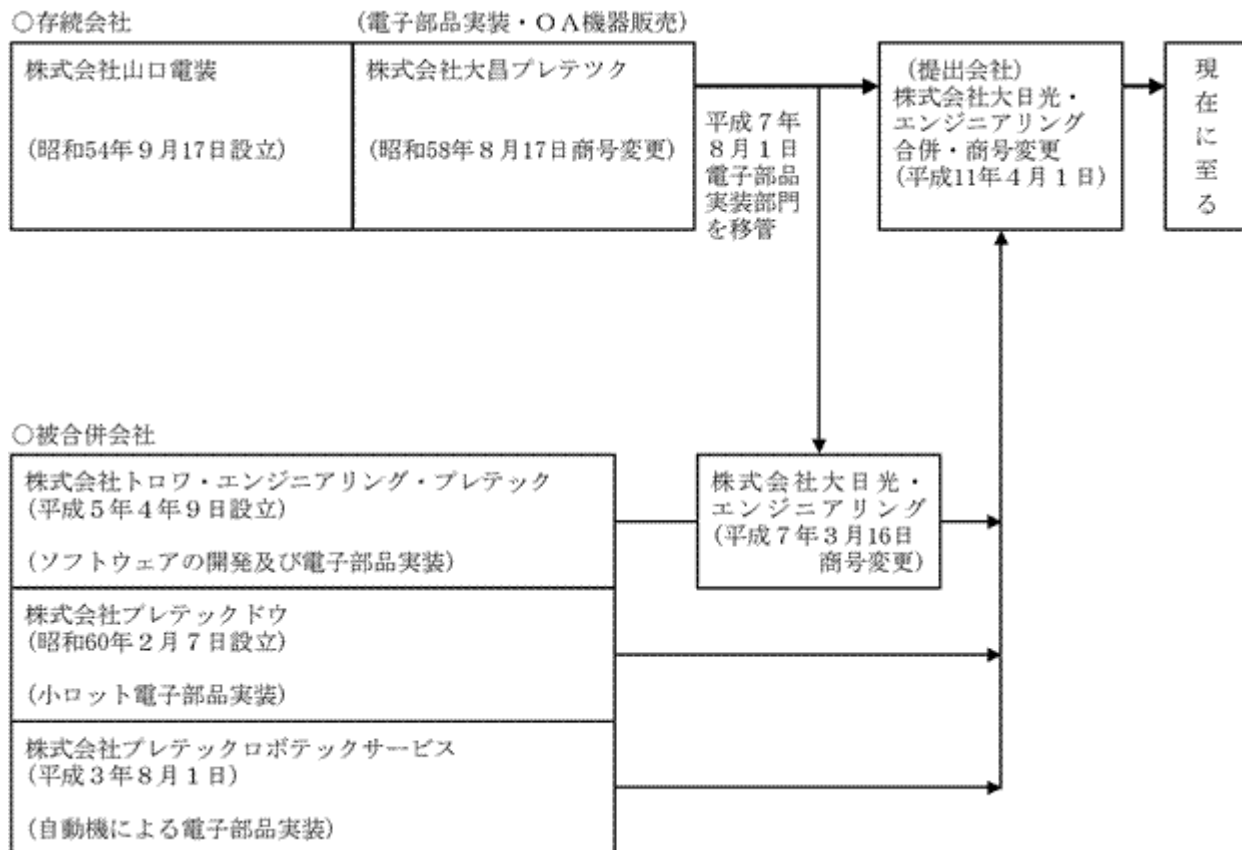 ○存続会社
(電子部品実装・OA機器販売)
株式会社山口電装
(昭和54年9月17日設立)
株式会社大昌プレテツク
(昭和58年8月17日商号変更)
平成7年
8月1日
電子部品
実装部門
を移管
(提出会社)
株式会社大日光・
エンジニアリング
合併・商号変更
(平成11年4月1日)
現
在
に
至
る
○被合併会社
株式会社トロワ・エンジニアリング・プレテック
(平成5年4年9日設立)
(ソフトウェアの開発及び電子部品実装)
株式会社大日光・
エンジニアリング
(平成7年3月16日
商号変更)
株式会社プレテックドウ
(昭和60年2月7日設立)
(小ロット電子部品実装)
株式会社プレテックロボテックサービス
(平成3年8月1日)
(自動機による電子部品実装)